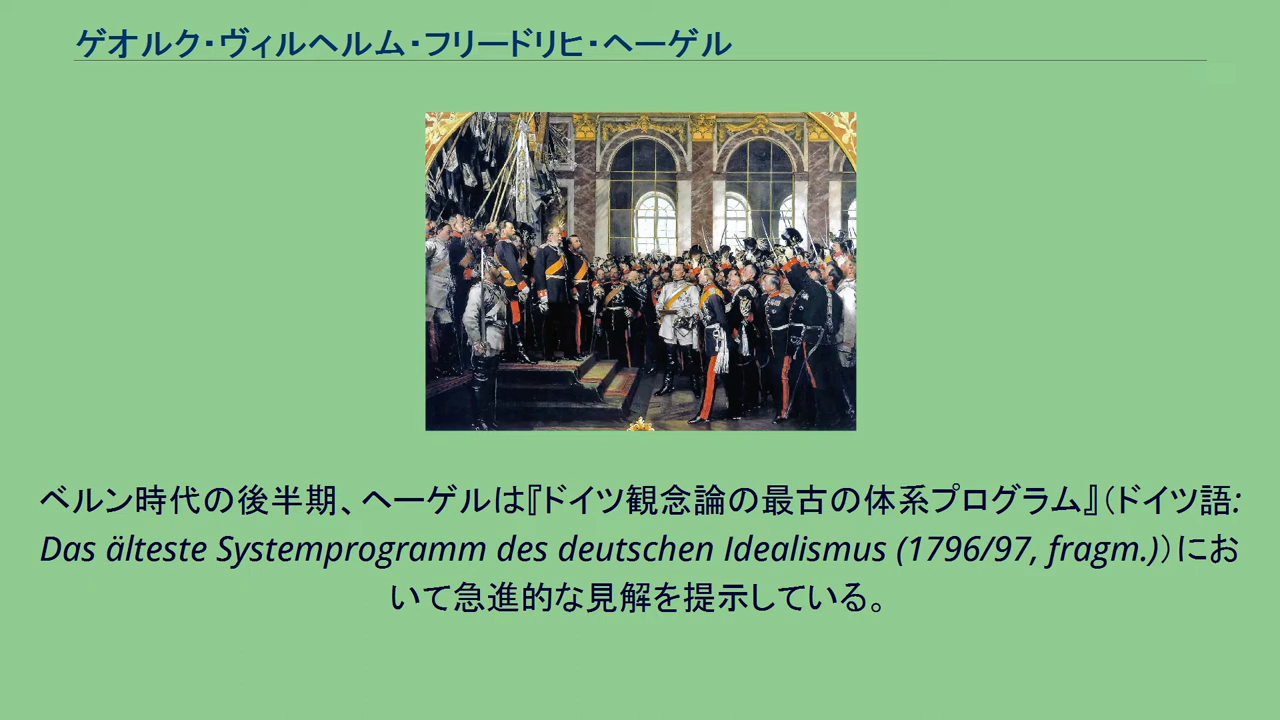 ゲオルク・ヴィルヘルム・フリードリヒ・ヘーゲル
ベルン時代の後半期、ヘーゲルは『ドイツ観念論の最古の体系プログラム』（ドイツ語:
Das älteste Systemprogramm des deutschen Idealismus (1796/97, fragm.)）にお
いて急進的な見解を提示している。